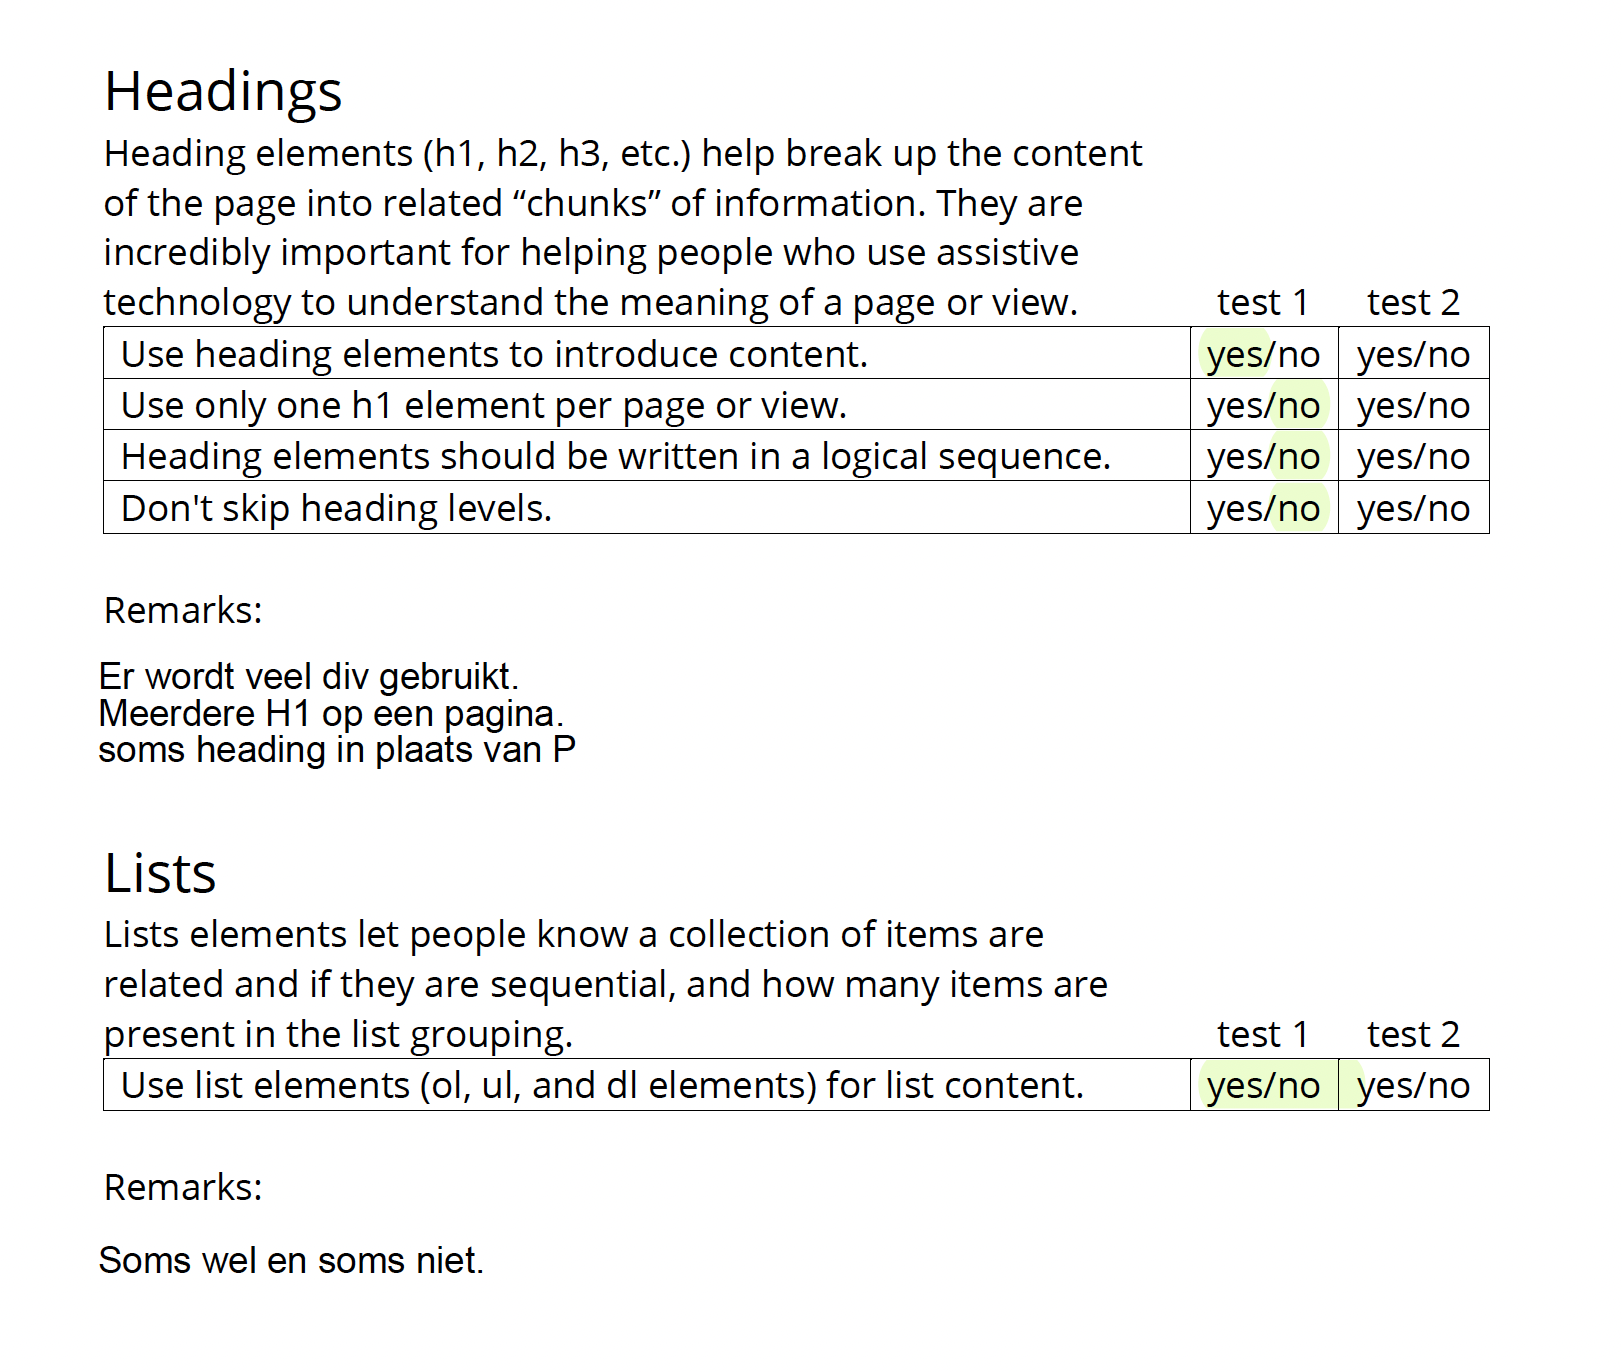 Headings
Heading elements (h1, h2, h3, etc.) help break up the content
of the page into related “chunks” of information. They are
incredibly important for helping people who use assistive
technology to understand the meaning of a page or view. test 1 test 2
Use heading elements to introduce content. yes/no yes/no
Use only one h1 element per page or view. yes/no yes/no
Heading elements should be written in a logical sequence. yes/no yes/no
Don't skip heading levels. yes/no yes/no
Remarks:
Er wordt veel div gebruikt.
Meerdere H1 op een pagina.
soms heading in plaats van P
Lists
Lists elements let people know a collection of items are
related and if they are sequential, and how many items are
present in the list grouping. test 1 test 2
Use list elements (ol, ul, and dl elements) for list content. yes/no yes/no
Remarks:
Soms wel en soms niet.